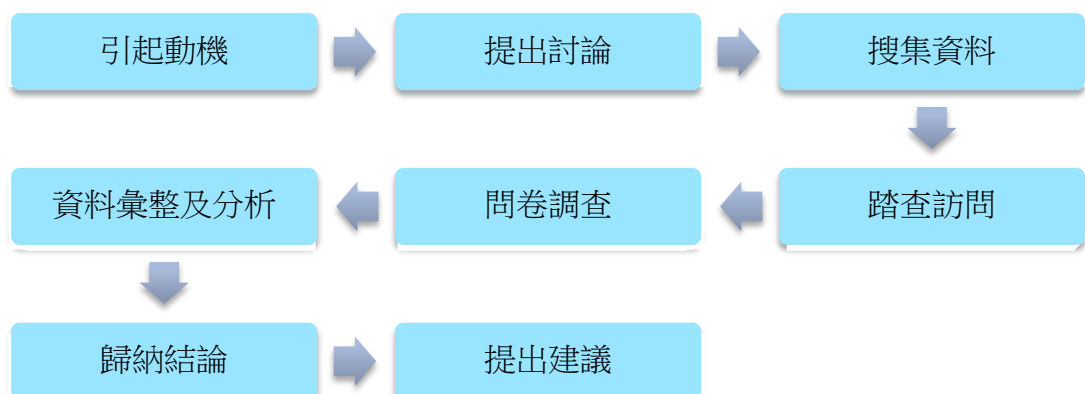 引起動機
提出討論
搜集資料
踏查訪問
問卷調查
資料彙整及分析
歸納結論
提出建議